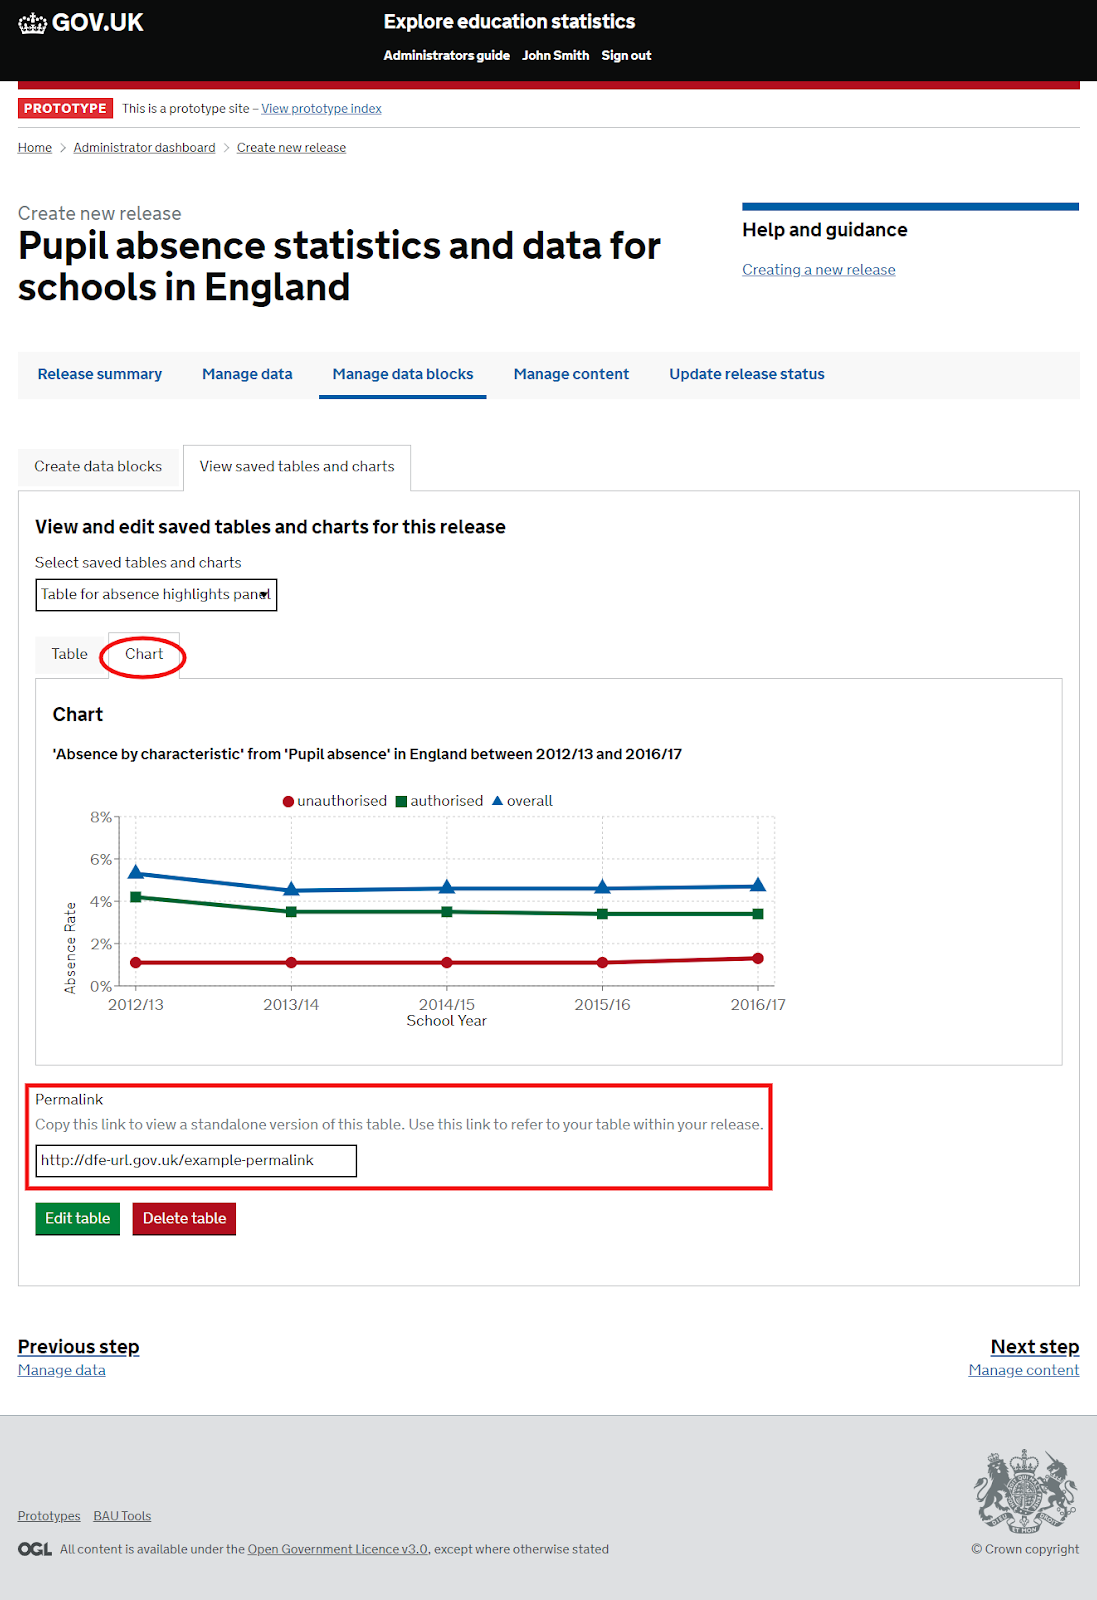 GOV.UK
Explore education statistics
Administrators guide John Smith Sign out
PROTOTYPE This is a prototype site – View prototype index
Home Administrator dashboard Create new release
Create new release
Pupil absence statistics and data for
schools in England
Help and guidance
Creating a new release
Release summary Manage data Manage data blocks Manage content Update release status
Create data blocks View saved tables and charts
View and edit saved tables and charts for this release
Select saved tables and charts
Table for absence highlights panel
Table Chart
Chart
'Absence by characteristic' from 'Pupil absence' in England between 2012/13 and 2016/17
unauthorised authorised overall
8%
6%
4%
2%
0%
Absence Rate
2012/13 2013/14 2014/15 2015/16 2016/17
School Year
Permalink
Copy this link to view a standalone version of this table. Use this link to refer to your table within your release.
http://dfe-url.gov.uk/example-permalink
Edit table Delete table
Previous step
Manage data
Next step
Manage content
Prototypes BAU Tools
OGL All content is available under the Open Government Licence v3.0, except where otherwise stated
© Crown copyright